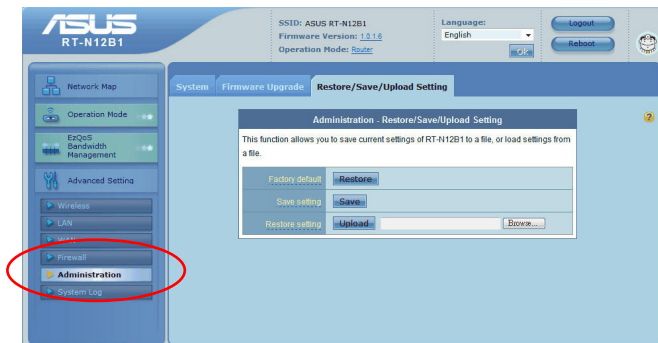 ASUS
RT-N12B1
SSID: ASUS RT-N12B1
Firmware Version: 1.0.1.6
Operation Mode: Router
Language:
English
OK
Logout
Reboot
Network Map
Operation Mode
EzQoS
Bandwidth
Management
Advanced Setting
Wireless
LAN
WAN
Firewall
Administration
System Log
System Firmware Upgrade Restore/Save/Upload Setting
Administration - Restore/Save/Upload Setting
This function allows you to save current settings of RT-N12B1 to a file, or load settings from
a file.
Factory default Restore
Save setting Save
Restore setting Upload Browse...
?